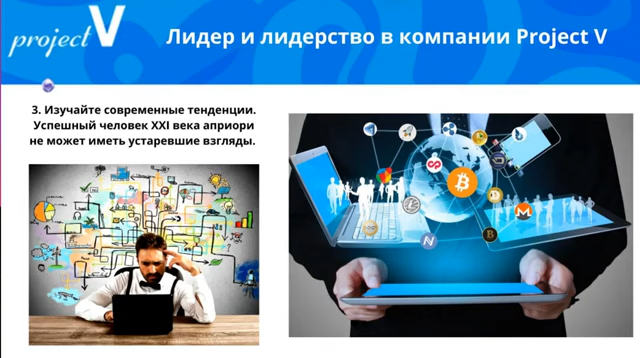 project V
Лидер и лидерство в компании Project V
3. Изучайте современные тенденции.
Успешный человек XXI века априори
не может иметь устаревшие взгляды.